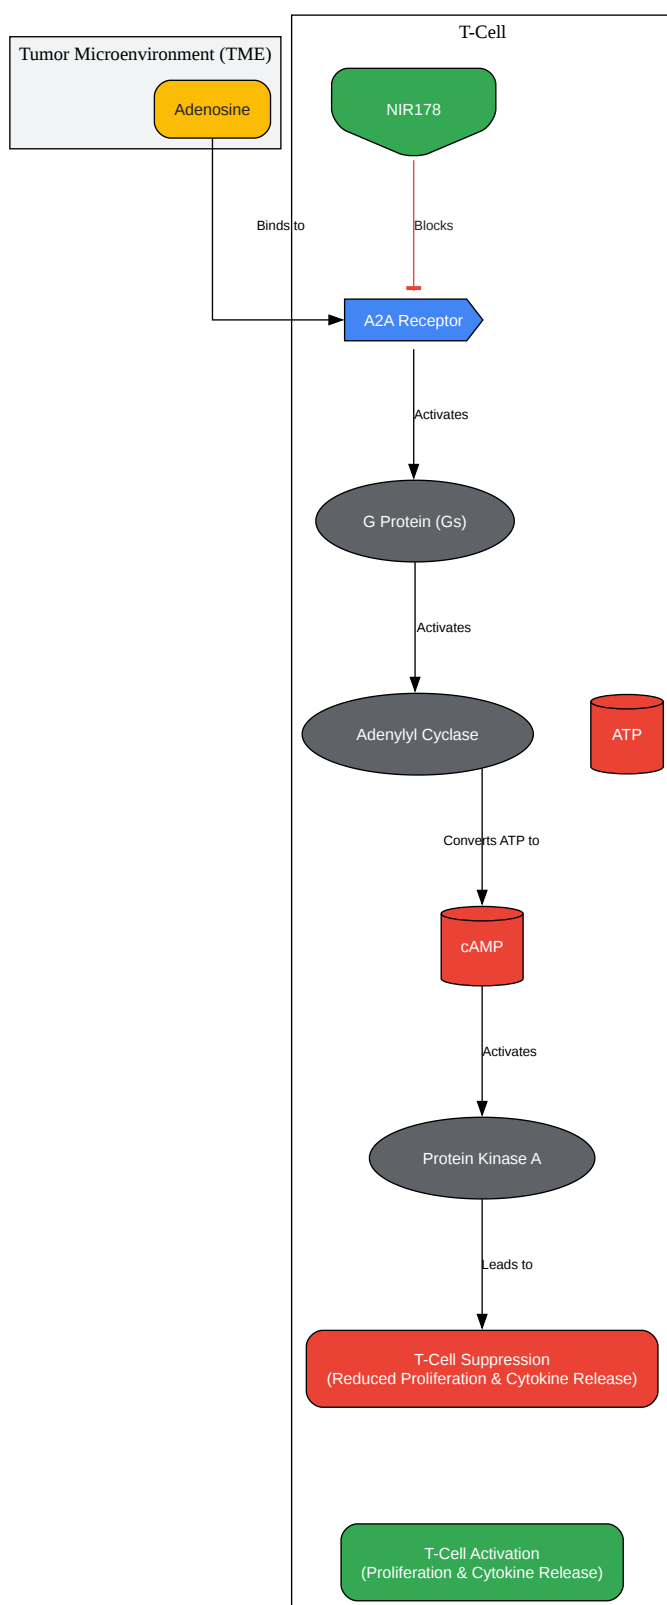 T-Cell
Tumor Microenvironment (TME)
Adenosine
NIR178
Binds to
Blocks
A2A Receptor
Activates
G Protein (Gs)
Activates
Adenylyl Cyclase
ATP
Converts ATP to
cAMP
Activates
Protein Kinase A
Leads to
T-Cell Suppression
(Reduced Proliferation & Cytokine Release)
T-Cell Activation
(Proliferation & Cytokine Release)